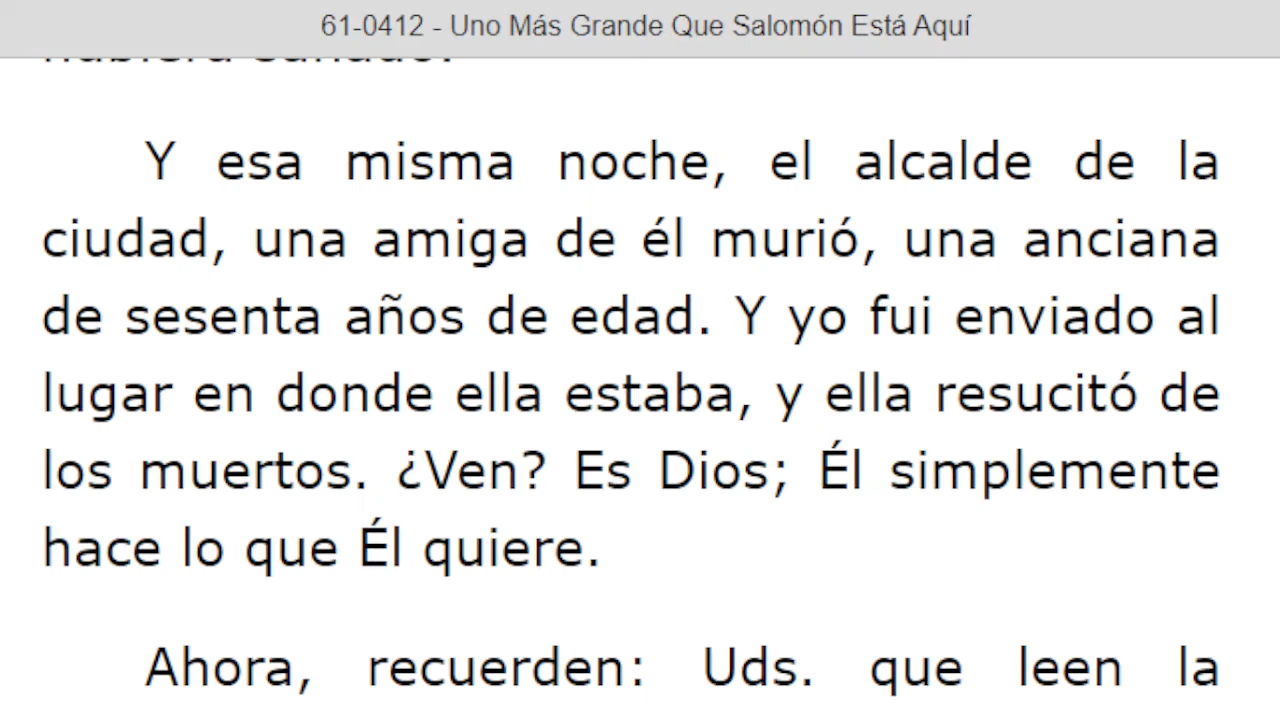 61-0412 - Uno Más Grande Que Salomón Está Aquí
Y esa misma noche, el alcalde de la
ciudad, una amiga de él murió, una anciana
de sesenta años de edad. Y yo fui enviado al
lugar en donde ella estaba, y ella resucitó de
los muertos. ¿Ven? Es Dios; Él simplemente
hace lo que Él quiere.
Ahora, recuerden: Uds. que leen la